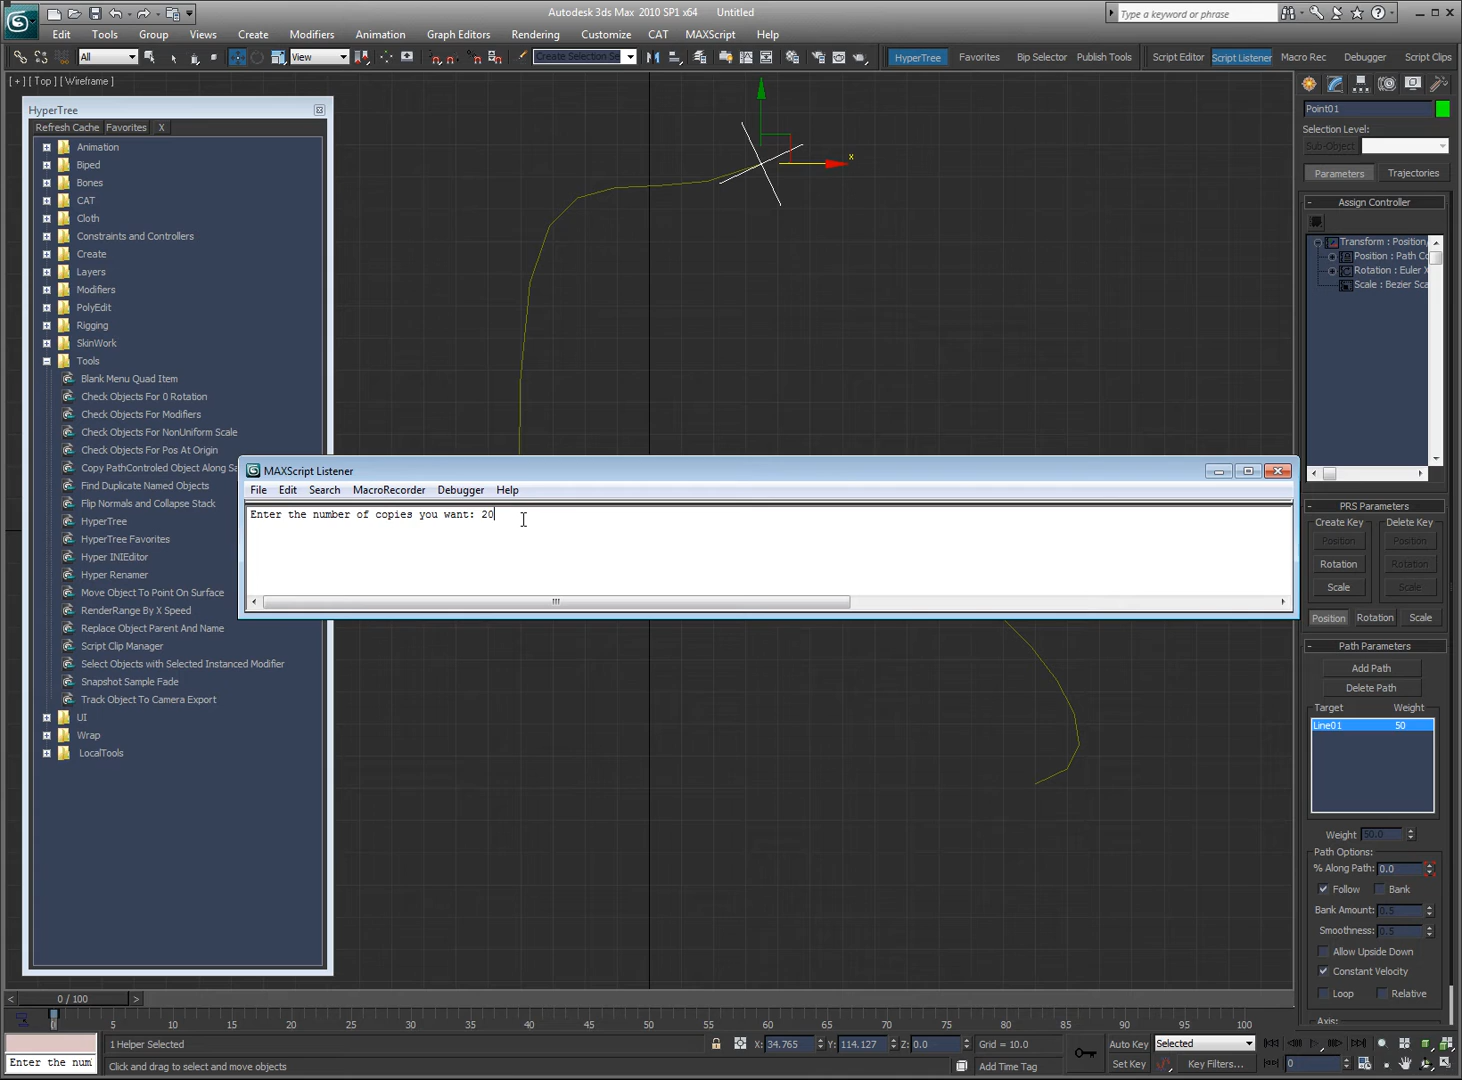 Autodesk 3ds Max 2010 SP1 x64 Untitled
Type a keyword or phrase
Edit Tools Group Views Create Modifiers Animation Graph Editors Rendering Customize CAT MAXScript Help
All View Create Selection Se HyperTree Favorites Bip Selector Publish Tools Script Editor Script Listener Macro Rec Debugger Script Clips
[ + ] [ Top ] [ Wireframe ]
HyperTree
Refresh Cache Favorites X
Animation
Biped
Bones
CAT
Cloth
Constraints and Controllers
Create
Layers
Modifiers
PolyEdit
Rigging
SkinWork
Tools
Blank Menu Quad Item
Check Objects For 0 Rotation
Check Objects For Modifiers
Check Objects For NonUniform Scale
Check Objects For Pos At Origin
Copy PathControled Object Along Sa
Find Duplicate Named Objects
Flip Normals and Collapse Stack
HyperTree
HyperTree Favorites
Hyper INIEditor
Hyper Renamer
Move Object To Point On Surface
RenderRange By X Speed
Replace Object Parent And Name
Script Clip Manager
Select Objects with Selected Instanced Modifier
Snapshot Sample Fade
Track Object To Camera Export
UI
Wrap
LocalTools
x
MAXScript Listener
File Edit Search MacroRecorder Debugger Help
Enter the number of copies you want: 20
Point01
Selection Level:
Sub-Object
Parameters Trajectories
Assign Controller
Transform : Position/
Position : Path Co
Rotation : Euler X
Scale : Bezier Sca
PRS Parameters
Create Key Delete Key
Position Position
Rotation Rotation
Scale Scale
Position Rotation Scale
Path Parameters
Add Path
Delete Path
Target Weight
Line01 50
Weight 50.0
Path Options:
% Along Path: 0.0
Follow Bank
Bank Amount: 0.5
Smoothness: 0.5
Allow Upside Down
Constant Velocity
Loop Relative
Axis:
< 0 / 100 >
0 5 10 15 20 25 30 35 40 45 50 55 60 65 70 75 80 85 90 95 100
1 Helper Selected X: 34.765 Y: 114.127 Z: 0.0 Grid = 10.0 Auto Key Selected
Enter the num Click and drag to select and move objects Add Time Tag Set Key Key Filters... 0